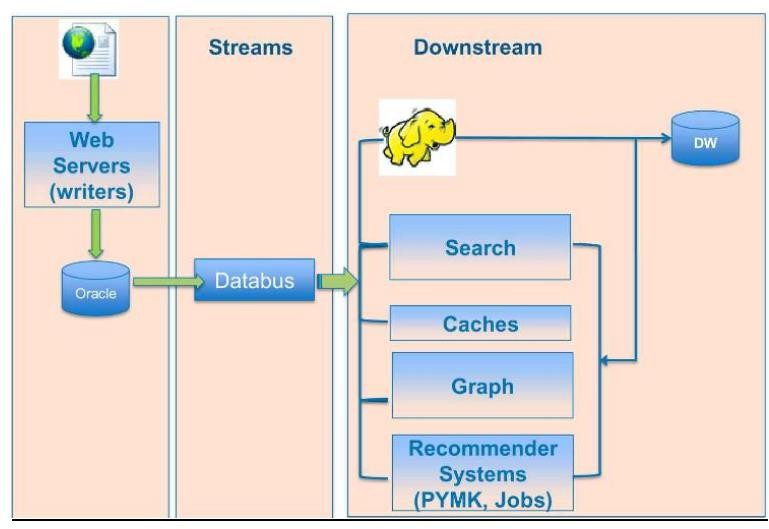 Streams
Downstream
Web
Servers
(writers)
DW
Search
Oracle
Databus
Caches
Graph
Recommender
Systems
(PYMK, Jobs)